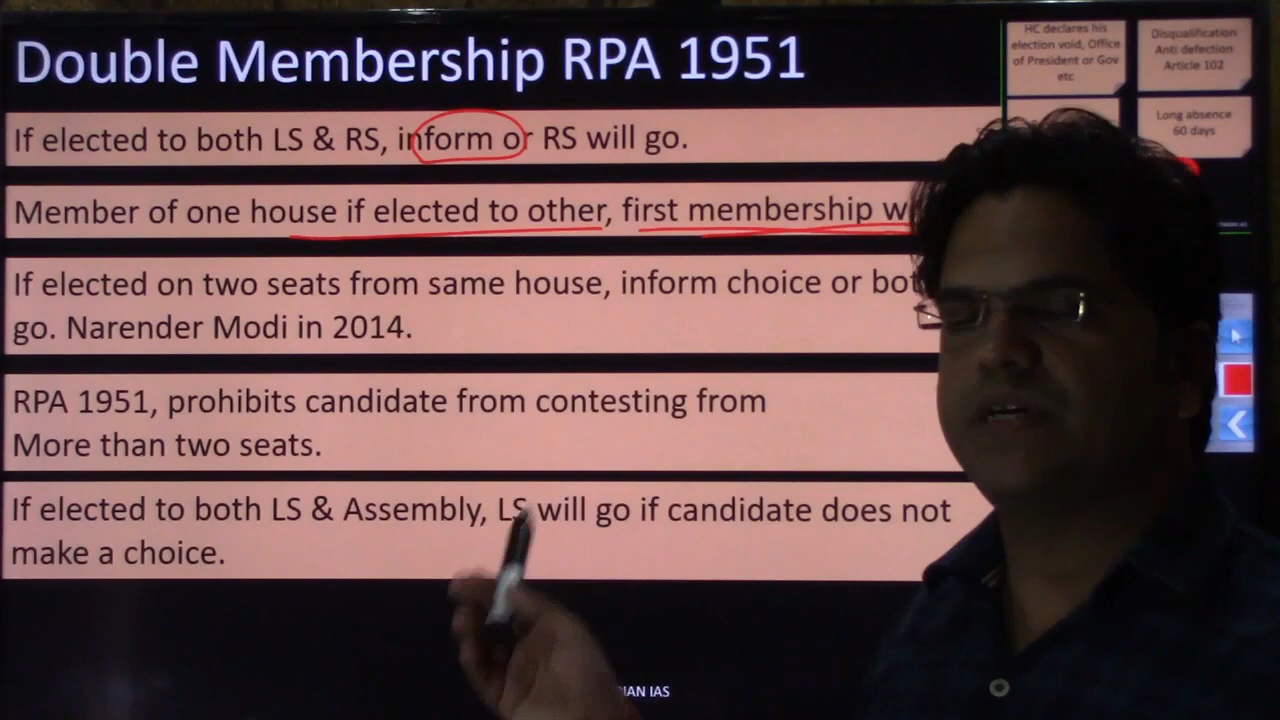 Double Membership RPA 1951
If elected to both LS & RS, inform or RS will go.
Member of one house if elected to other, first membership w
If elected on two seats from same house, inform choice or bot
go. Narender Modi in 2014.
RPA 1951, prohibits candidate from contesting from
More than two seats.
If elected to both LS & Assembly, LS will go if candidate does not
make a choice.
HC declares his
election void, Office
of President or Gov
etc
Disqualification
Anti defection
Article 102
Long absence
60 days
IAN IAS